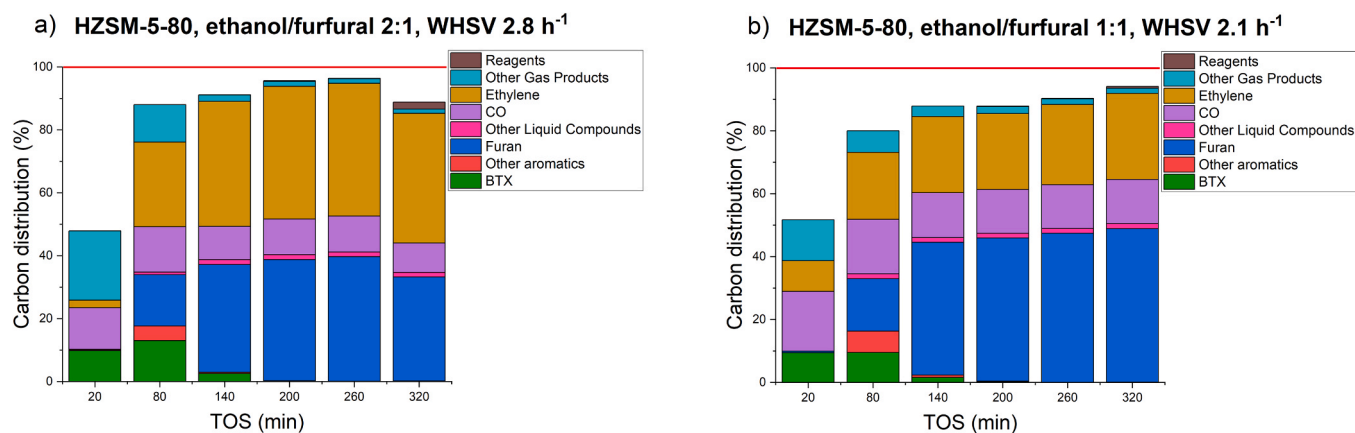 a) HZSM-5-80, ethanol/furfural 2:1, WHSV 2.8 h⁻¹
Reagents
Other Gas Products
Ethylene
CO
Other Liquid Compounds
Furan
Other aromatics
BTX
Carbon distribution (%)
100
80
60
40
20
0
20 80 140 200 260 320
TOS (min)
b) HZSM-5-80, ethanol/furfural 1:1, WHSV 2.1 h⁻¹
Reagents
Other Gas Products
Ethylene
CO
Other Liquid Compounds
Furan
Other aromatics
BTX
Carbon distribution (%)
100
80
60
40
20
0
20 80 140 200 260 320
TOS (min)